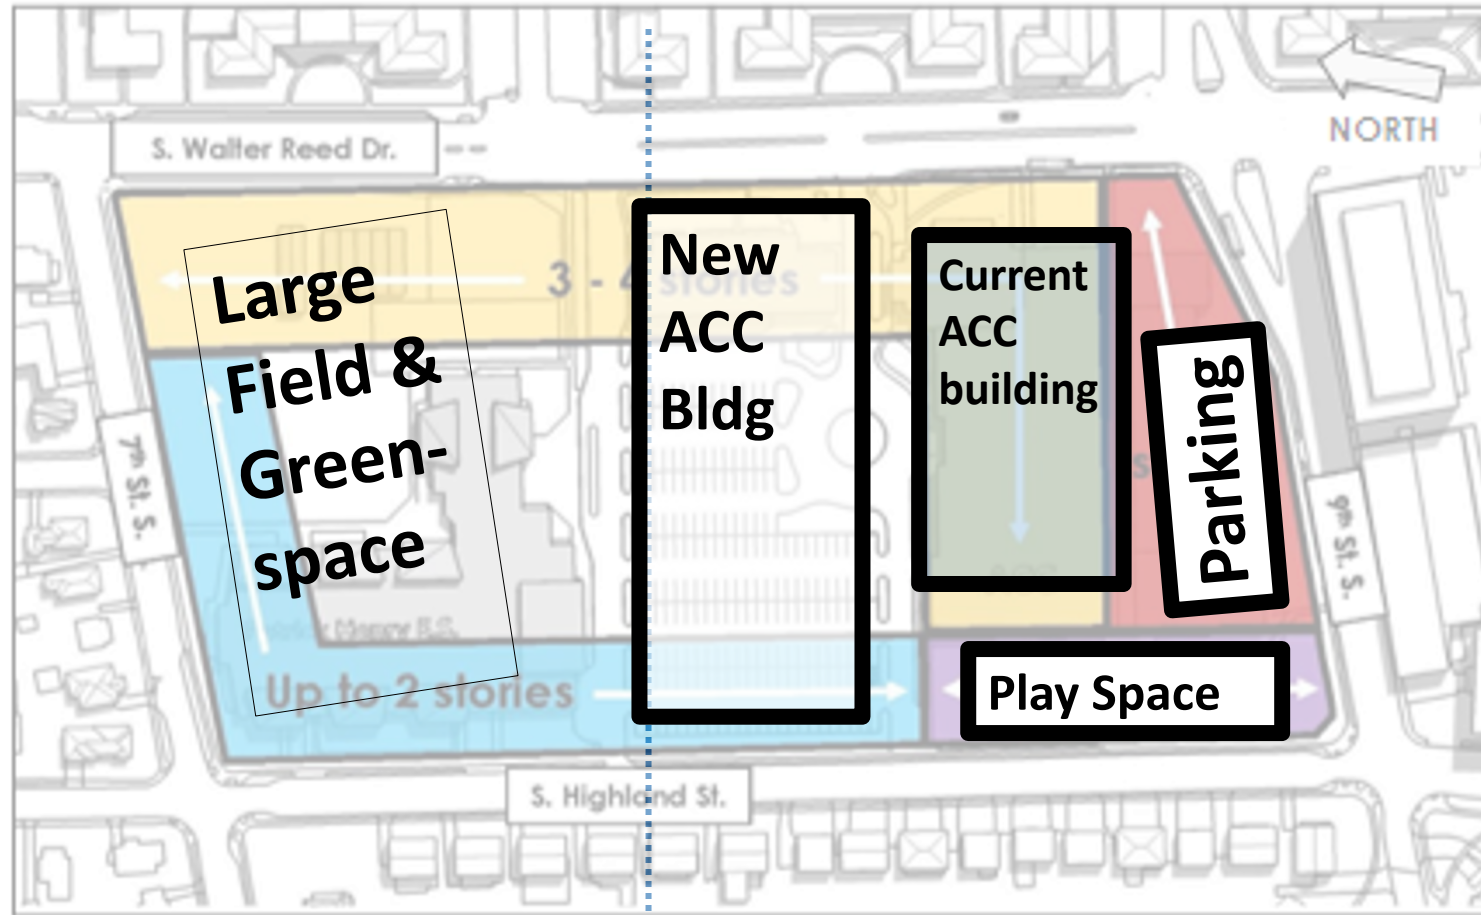 NORTH
S. Walter Reed Dr.
3 - 4 stories
New
ACC
Bldg
Current
ACC
building
Large
Field &
Green-
space
Parking
7th St. S.
9th St. S.
Up to 2 stories
Play Space
S. Highland St.